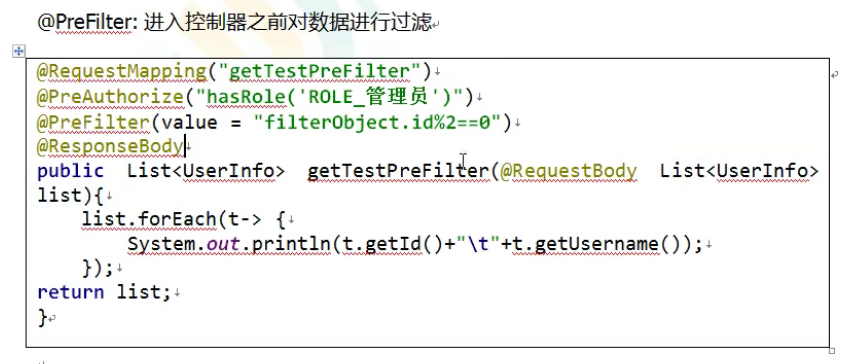 @PreFilter: 进入控制器之前对数据进行过滤
@RequestMapping("getTestPreFilter")
@PreAuthorize("hasRole('ROLE_管理员')")
@PreFilter(value = "filterObject.id%2==0")
@ResponseBody
public List<UserInfo> getTestPreFilter(@RequestBody List<UserInfo>
list){
    list.forEach(t-> {
        System.out.println(t.getId()+"\t"+t.getUsername());
    });
return list;
}